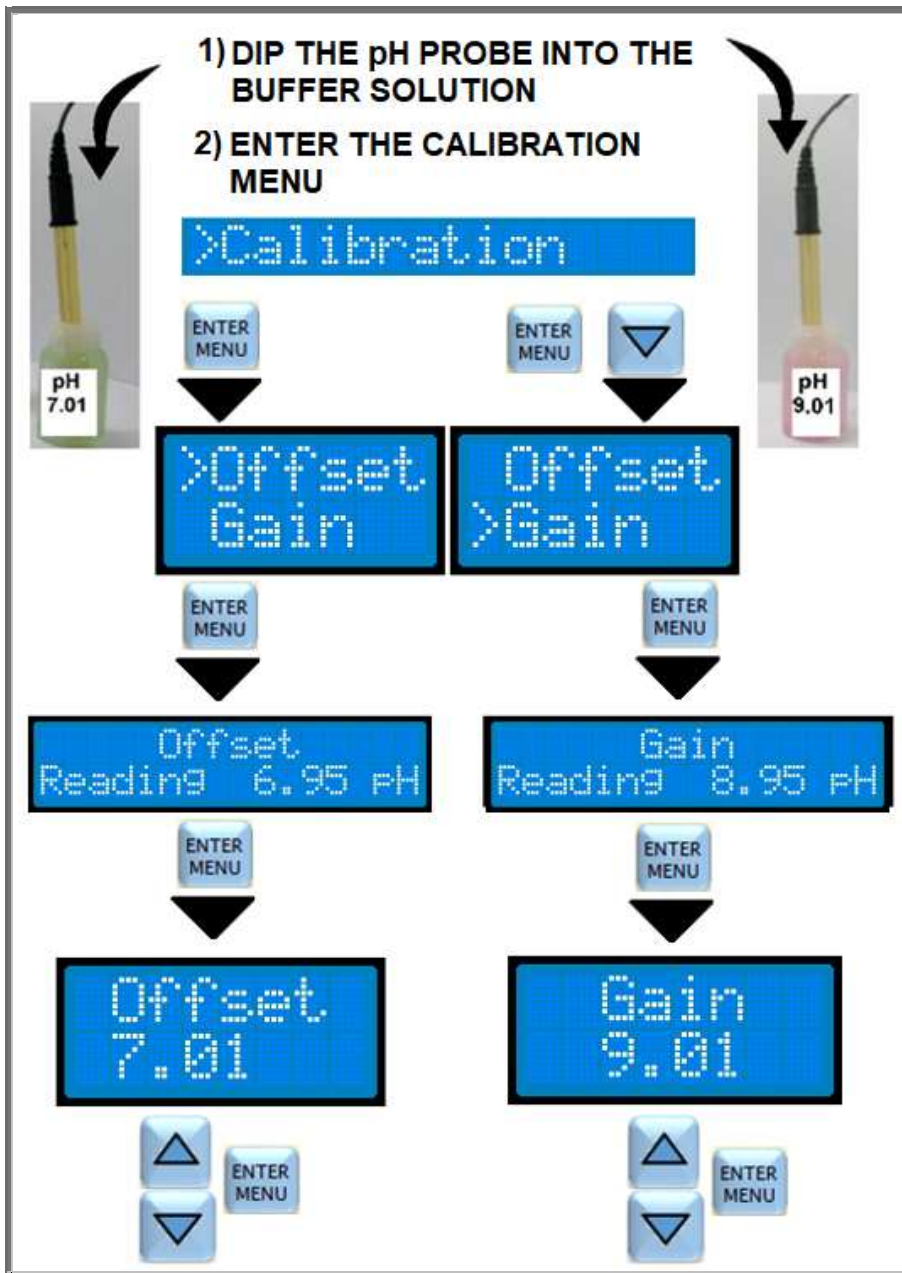 1) DIP THE pH PROBE INTO THE
BUFFER SOLUTION
2) ENTER THE CALIBRATION
MENU
>Calibration
pH
7.01
ENTER
MENU
ENTER
MENU
pH
9.01
>Offset
Gain
Offset
>Gain
ENTER
MENU
ENTER
MENU
Offset
Reading 6.95 pH
Gain
Reading 8.95 pH
ENTER
MENU
ENTER
MENU
Offset
7.01
Gain
9.01
ENTER
MENU
ENTER
MENU